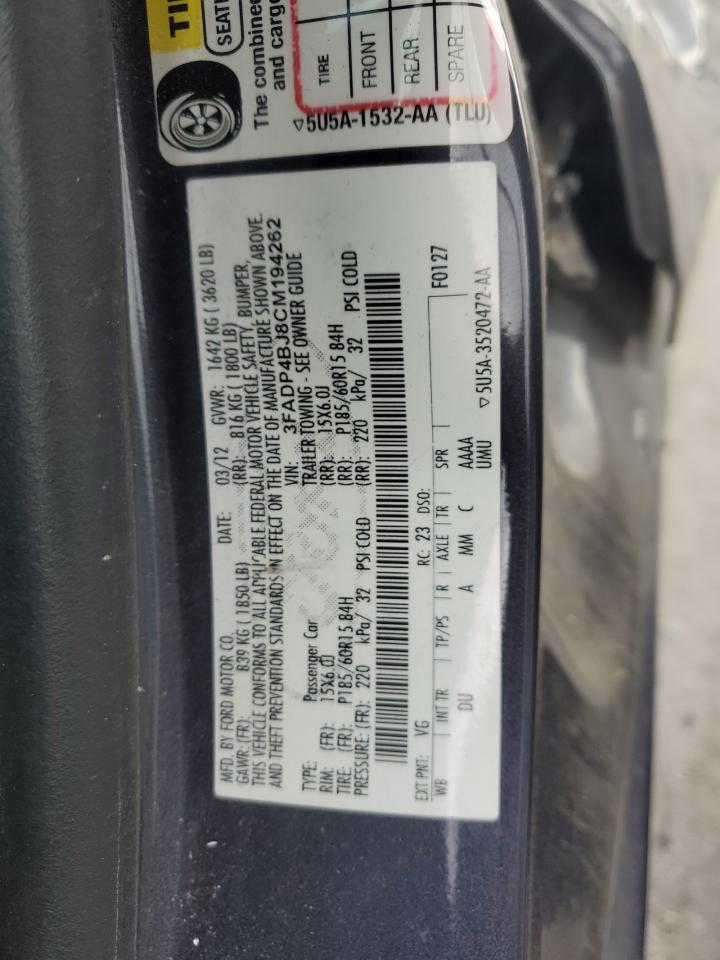 TI
SEATI
The combined
and cargo
TIRE
FRONT
REAR
SPARE
▽5U5A-1532-AA (TLU)
MFD. BY FORD MOTOR CO.
DATE: 03/12 GVWR: 1642 KG ( 3620 LB)
GAWR: (FR): 839 KG ( 1850 LB) (RR): 816 KG ( 1800 LB)
THIS VEHICLE CONFORMS TO ALL APPLICABLE FEDERAL MOTOR VEHICLE SAFETY, BUMPER,
AND THEFT PREVENTION STANDARDS IN EFFECT ON THE DATE OF MANUFACTURE SHOWN ABOVE.
VIN: 3FADP4BJ8CM194262
TYPE: Passenger Car TRAILER TOWING - SEE OWNER GUIDE
RIM: (FR): 15X6.0J (RR): 15X6.0J
TIRE: (FR): P185/60R15 84H (RR): P185/60R15 84H
PRESSURE: (FR): 220 kPa/ 32 PSI COLD (RR): 220 kPa/ 32 PSI COLD
EXT PNT: VG RC: 23 DSO: F0127
WB | INT TR | TP/PS | R | AXLE | TR | SPR
DU A MM C AAAA
UMU
▽5U5A-3520472-AA